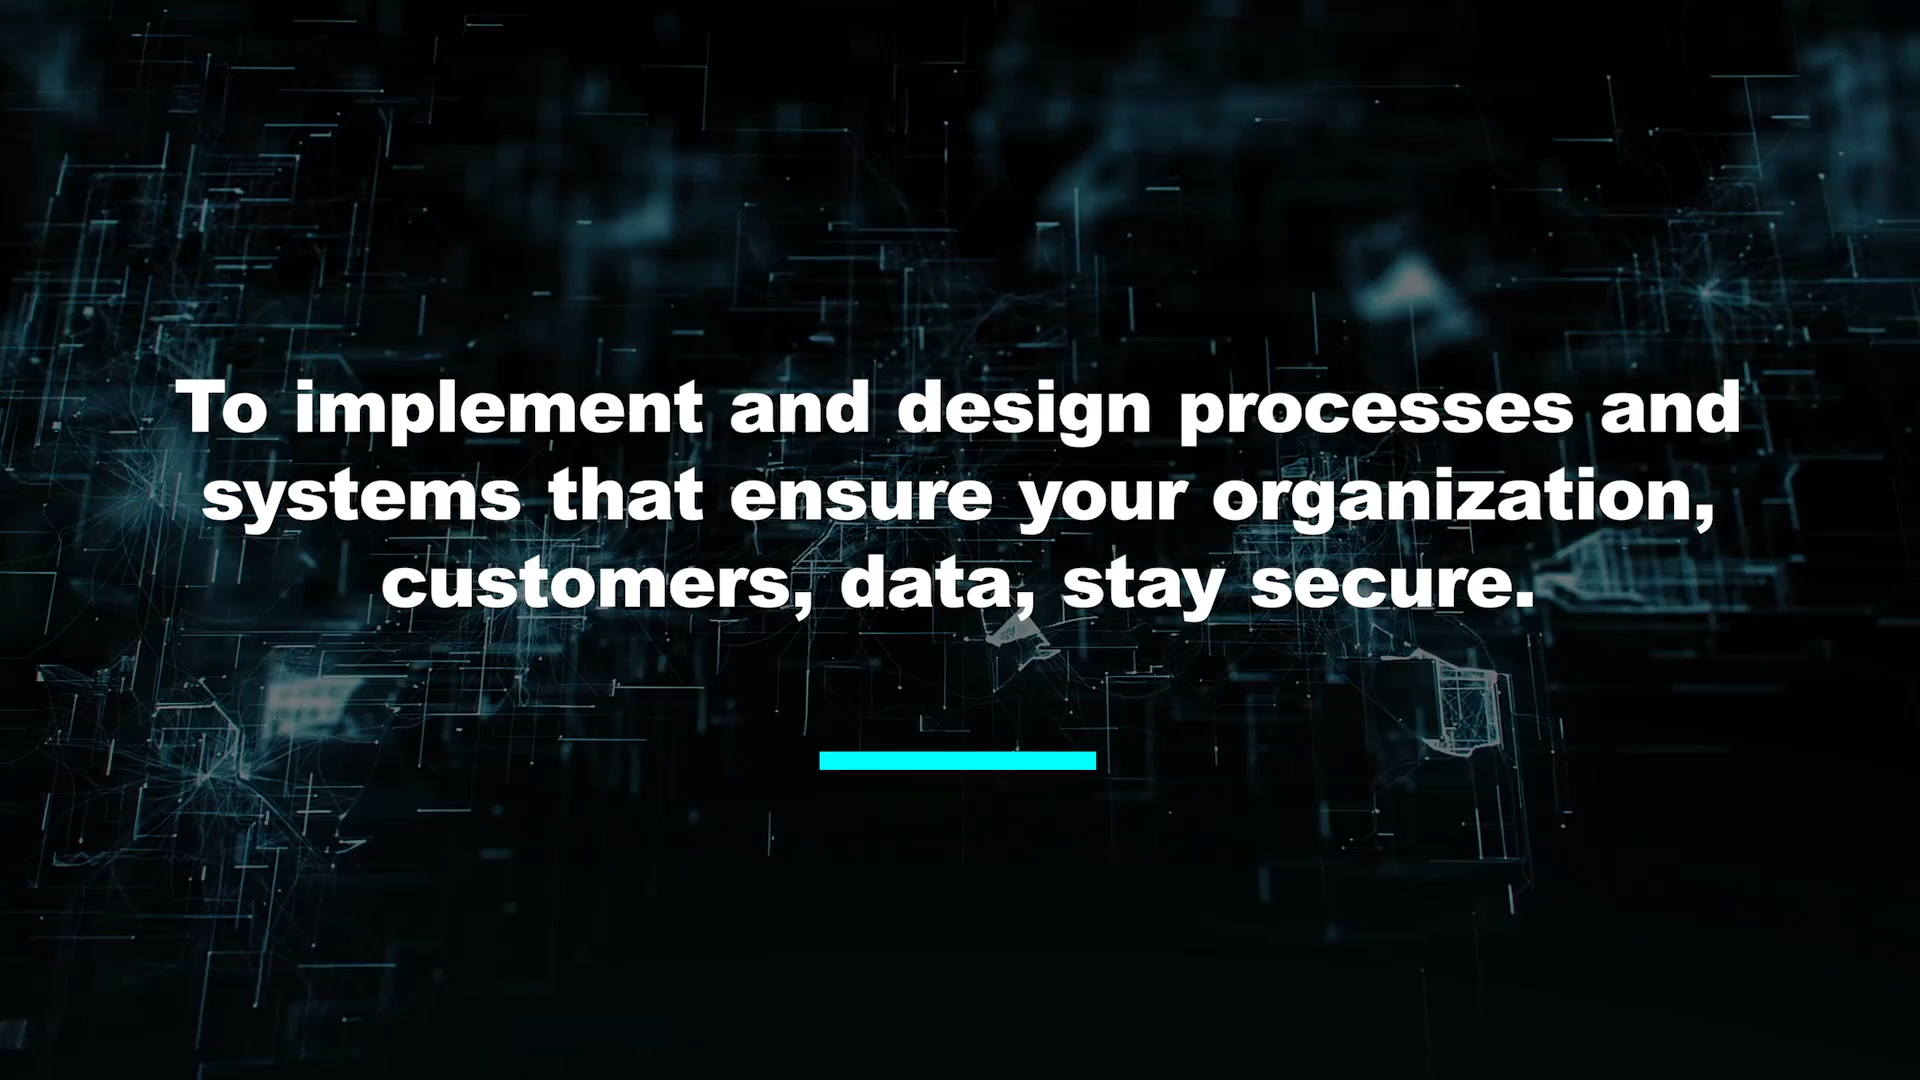 To implement and design processes and
systems that ensure your organization,
customers, data, stay secure.